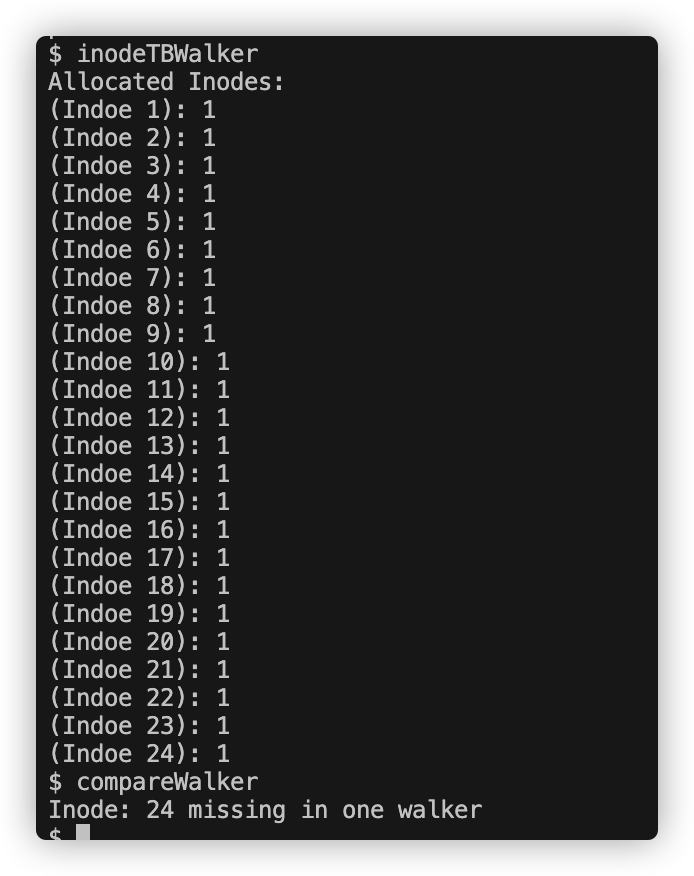 $ inodeTBWalker
Allocated Inodes:
(Indoe 1): 1
(Indoe 2): 1
(Indoe 3): 1
(Indoe 4): 1
(Indoe 5): 1
(Indoe 6): 1
(Indoe 7): 1
(Indoe 8): 1
(Indoe 9): 1
(Indoe 10): 1
(Indoe 11): 1
(Indoe 12): 1
(Indoe 13): 1
(Indoe 14): 1
(Indoe 15): 1
(Indoe 16): 1
(Indoe 17): 1
(Indoe 18): 1
(Indoe 19): 1
(Indoe 20): 1
(Indoe 21): 1
(Indoe 22): 1
(Indoe 23): 1
(Indoe 24): 1
$ compareWalker
Inode: 24 missing in one walker
$